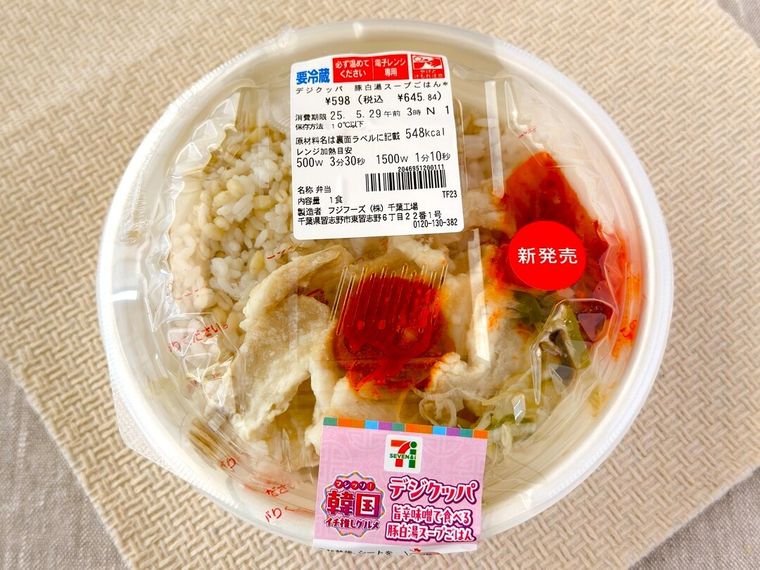 要冷蔵
必ず温めて
ください
電子レンジ
専用
デジクッパ 豚白湯スープごはん*
¥598 (税込 ¥645.84)
消費期限 25. 5.29 午前 3時 N 1
保存方法 10℃以下
原材料名は裏面ラベルに記載 548kcal
レンジ加熱目安
500W 3分30秒 1500W 1分10秒
2046951200111
名称 弁当
内容量 1食
TF23
製造者 フジフーズ (株) 千葉工場
千葉県習志野市東習志野6丁目22番1号
0120-130-382
新発売
7i
SEVEN&i
マシッソ!
韓国
イチ推しグルメ
デジクッパ
旨辛味噌で食べる
豚白湯スープごはん